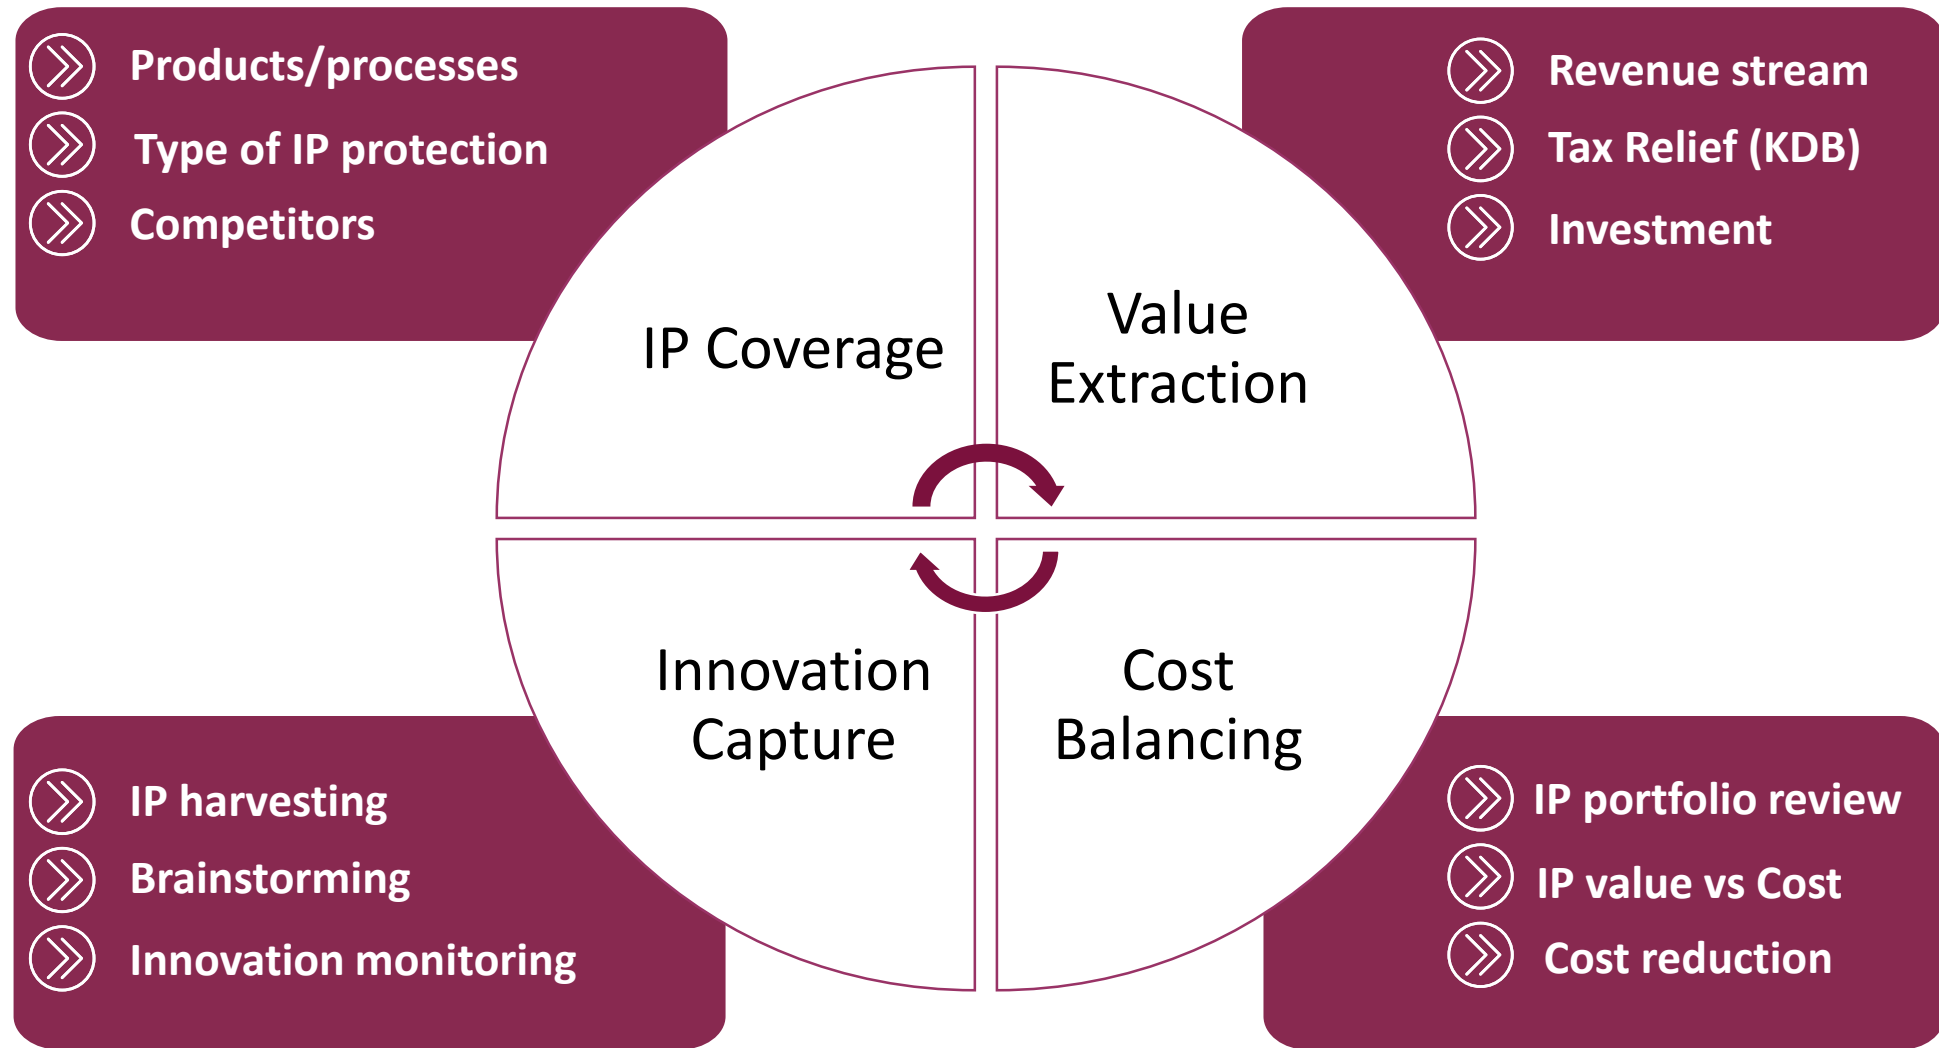 Products/processes
Type of IP protection
Competitors
Revenue stream
Tax Relief (KDB)
Investment
IP Coverage
Value
Extraction
Innovation
Capture
Cost
Balancing
IP harvesting
Brainstorming
Innovation monitoring
IP portfolio review
IP value vs Cost
Cost reduction